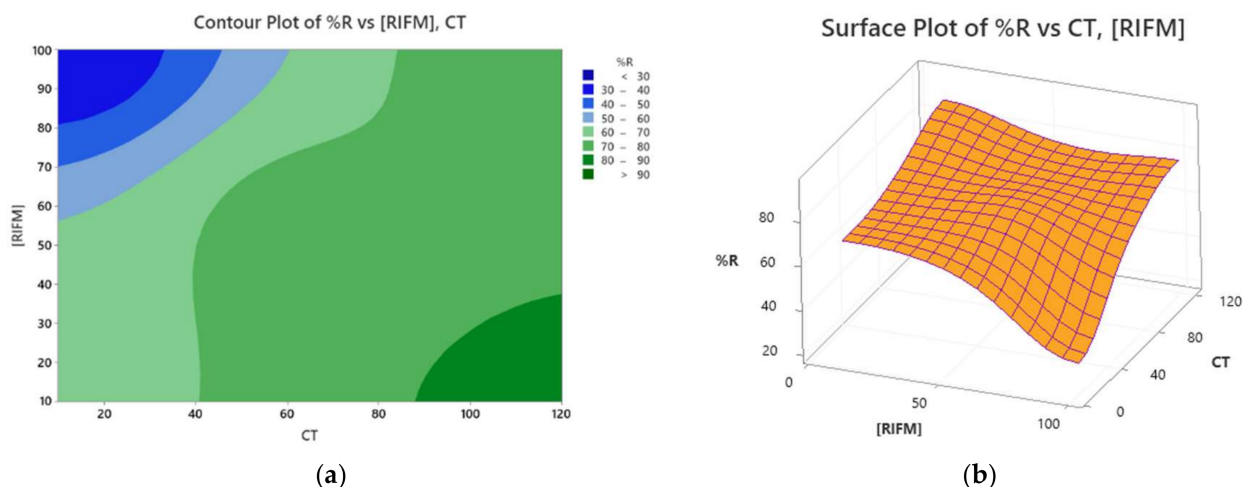 Contour Plot of %R vs [RIFM], CT
%R
< 30
30 – 40
40 – 50
50 – 60
60 – 70
70 – 80
80 – 90
> 90
100
90
80
70
60
50
40
30
20
10
[RIFM]
20 40 60 80 100 120
CT
(a)
Surface Plot of %R vs CT, [RIFM]
80
60
40
20
%R
0 50 100
[RIFM]
120
80
40
0
CT
(b)